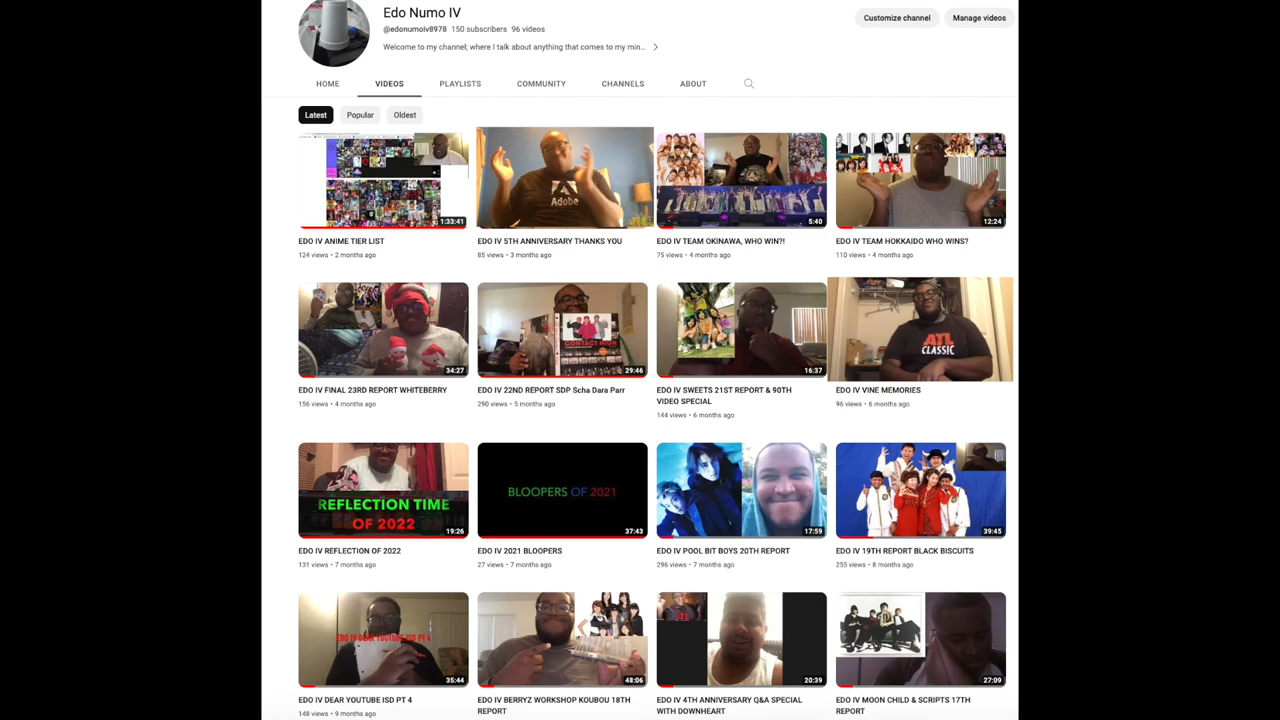 Edo Numo IV
@edonumoiv8978 150 subscribers 96 videos
Welcome to my channel; where I talk about anything that comes to my min...
Customize channel
Manage videos
HOME VIDEOS PLAYLISTS COMMUNITY CHANNELS ABOUT
Latest Popular Oldest
1:33:41
Adobe
5:40
12:24
EDO IV ANIME TIER LIST
124 views • 2 months ago
EDO IV 5TH ANNIVERSARY THANKS YOU
85 views • 3 months ago
EDO IV TEAM OKINAWA, WHO WIN?!
75 views • 4 months ago
EDO IV TEAM HOKKAIDO WHO WINS?
110 views • 4 months ago
34:27
CONTACT HIGH
29:46
16:37
ATL
CLASSIC
EDO IV FINAL 23RD REPORT WHITEBERRY
156 views • 4 months ago
EDO IV 22ND REPORT SDP Scha Dara Parr
290 views • 5 months ago
EDO IV SWEETS 21ST REPORT & 90TH
VIDEO SPECIAL
144 views • 6 months ago
EDO IV VINE MEMORIES
96 views • 6 months ago
REFLECTION TIME
OF 2022
19:26
BLOOPERS OF 2021
37:43
17:59
39:45
EDO IV REFLECTION OF 2022
131 views • 7 months ago
EDO IV 2021 BLOOPERS
27 views • 7 months ago
EDO IV POOL BIT BOYS 20TH REPORT
296 views • 7 months ago
EDO IV 19TH REPORT BLACK BISCUITS
255 views • 8 months ago
EDO IV DEAR YOUTUBE ISD PT 4
35:44
48:06
20:39
27:09
EDO IV DEAR YOUTUBE ISD PT 4
148 views • 9 months ago
EDO IV BERRYZ WORKSHOP KOUBOU 18TH
REPORT
EDO IV 4TH ANNIVERSARY Q&A SPECIAL
WITH DOWNHEART
EDO IV MOON CHILD & SCRIPTS 17TH
REPORT